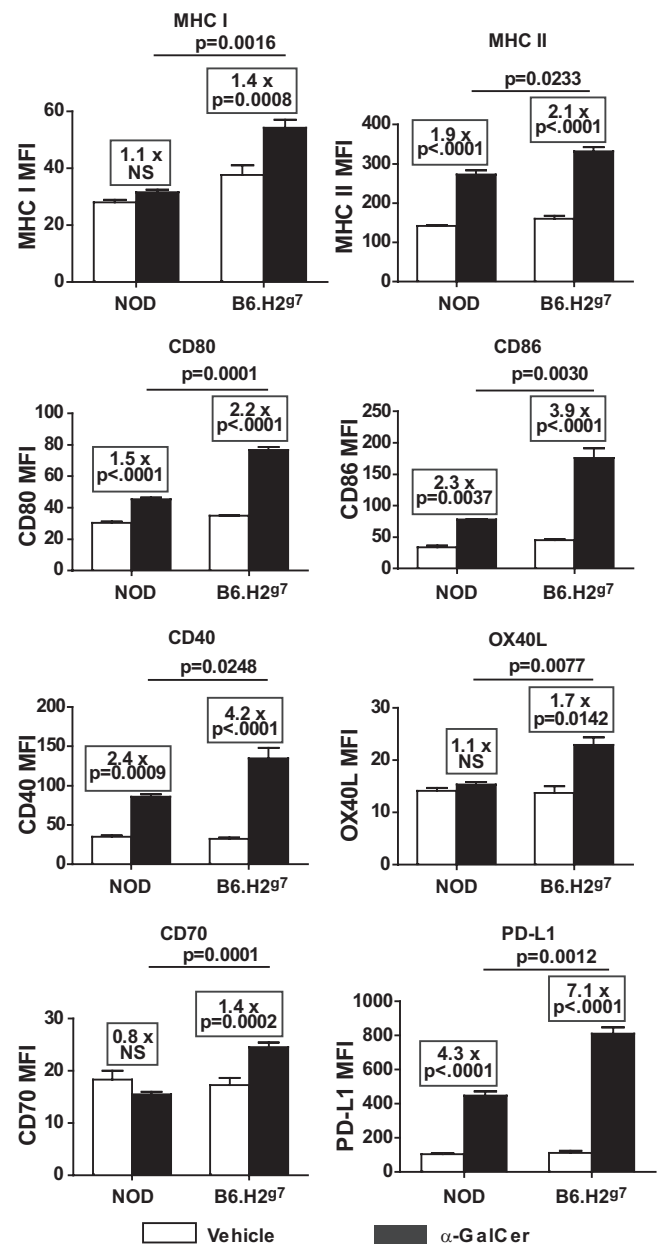 MHC I
p=0.0016
1.4 x
p=0.0008
1.1 x
NS
MHC I MFI
60
40
20
0
NOD
B6.H2g7
MHC II
p=0.0233
2.1 x
p<.0001
1.9 x
p<.0001
MHC II MFI
400
300
200
100
0
NOD
B6.H2g7
CD80
p=0.0001
2.2 x
p<.0001
1.5 x
p<.0001
CD80 MFI
100
80
60
40
20
0
NOD
B6.H2g7
CD86
p=0.0030
3.9 x
p<.0001
2.3 x
p=0.0037
CD86 MFI
250
200
150
100
50
0
NOD
B6.H2g7
CD40
p=0.0248
4.2 x
p<.0001
2.4 x
p=0.0009
CD40 MFI
200
150
100
50
0
NOD
B6.H2g7
OX40L
p=0.0077
1.7 x
p=0.0142
1.1 x
NS
OX40L MFI
30
20
10
0
NOD
B6.H2g7
CD70
p=0.0001
1.4 x
p=0.0002
0.8 x
NS
CD70 MFI
30
20
10
0
NOD
B6.H2g7
PD-L1
p=0.0012
7.1 x
p<.0001
4.3 x
p<.0001
PD-L1 MFI
1000
800
600
400
200
0
NOD
B6.H2g7
Vehicle
α-GalCer